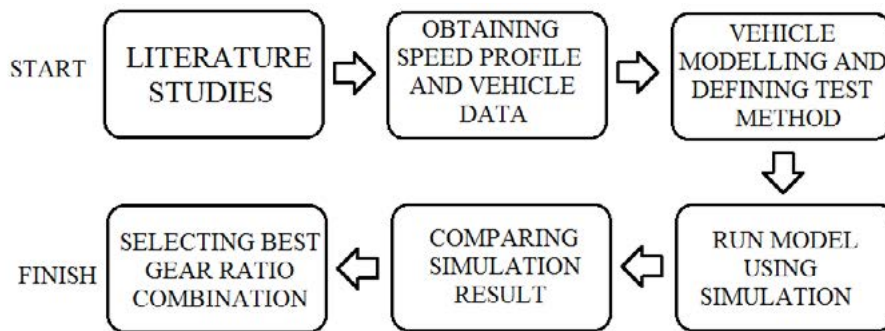 START
LITERATURE
STUDIES
OBTAINING
SPEED PROFILE
AND VEHICLE
DATA
VEHICLE
MODELLING AND
DEFINING TEST
METHOD
RUN MODEL
USING
SIMULATION
COMPARING
SIMULATION
RESULT
SELECTING BEST
GEAR RATIO
COMBINATION
FINISH